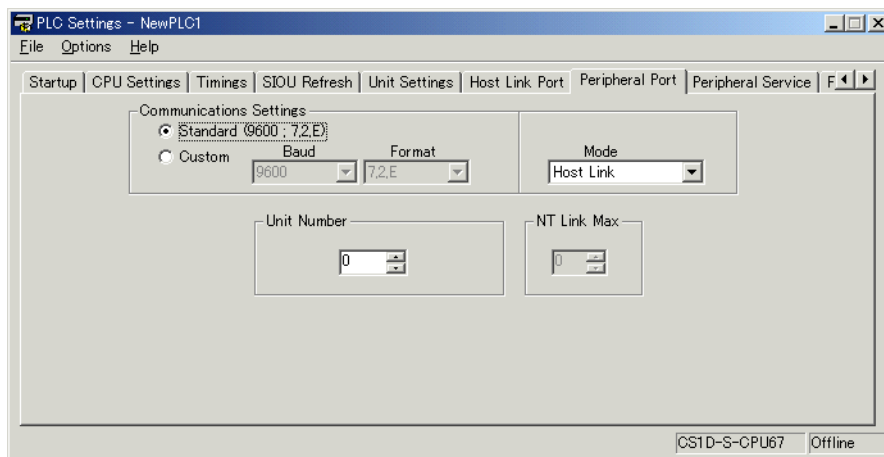 PLC Settings - NewPLC1
File Options Help
Startup CPU Settings Timings SIOU Refresh Unit Settings Host Link Port Peripheral Port Peripheral Service F
Communications Settings
Standard (9600 ; 7,2,E)
Custom Baud Format Mode
9600 7,2,E Host Link
Unit Number NT Link Max
0 0
CS1D-S-CPU67 Offline